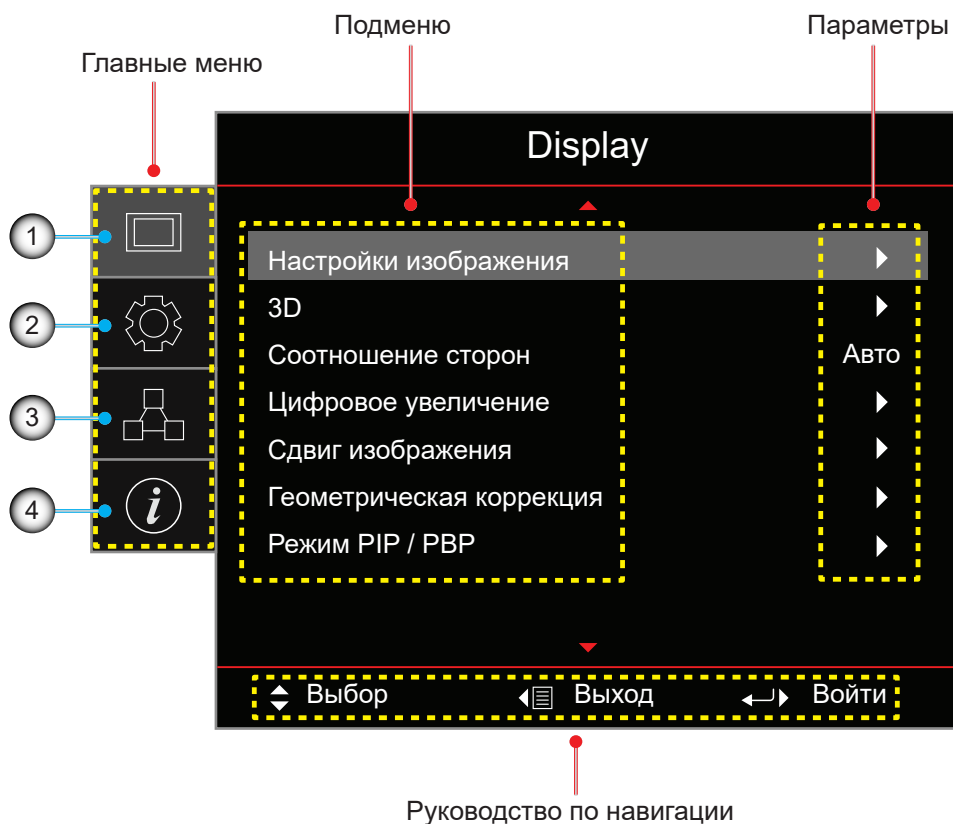 Подменю
Параметры
Главные меню
Display
1
Настройки изображения
3D
2
Соотношение сторон
Авто
Цифровое увеличение
3
Сдвиг изображения
Геометрическая коррекция
4
i
Режим PIP / PBP
Выбор
Выход
Войти
Руководство по навигации